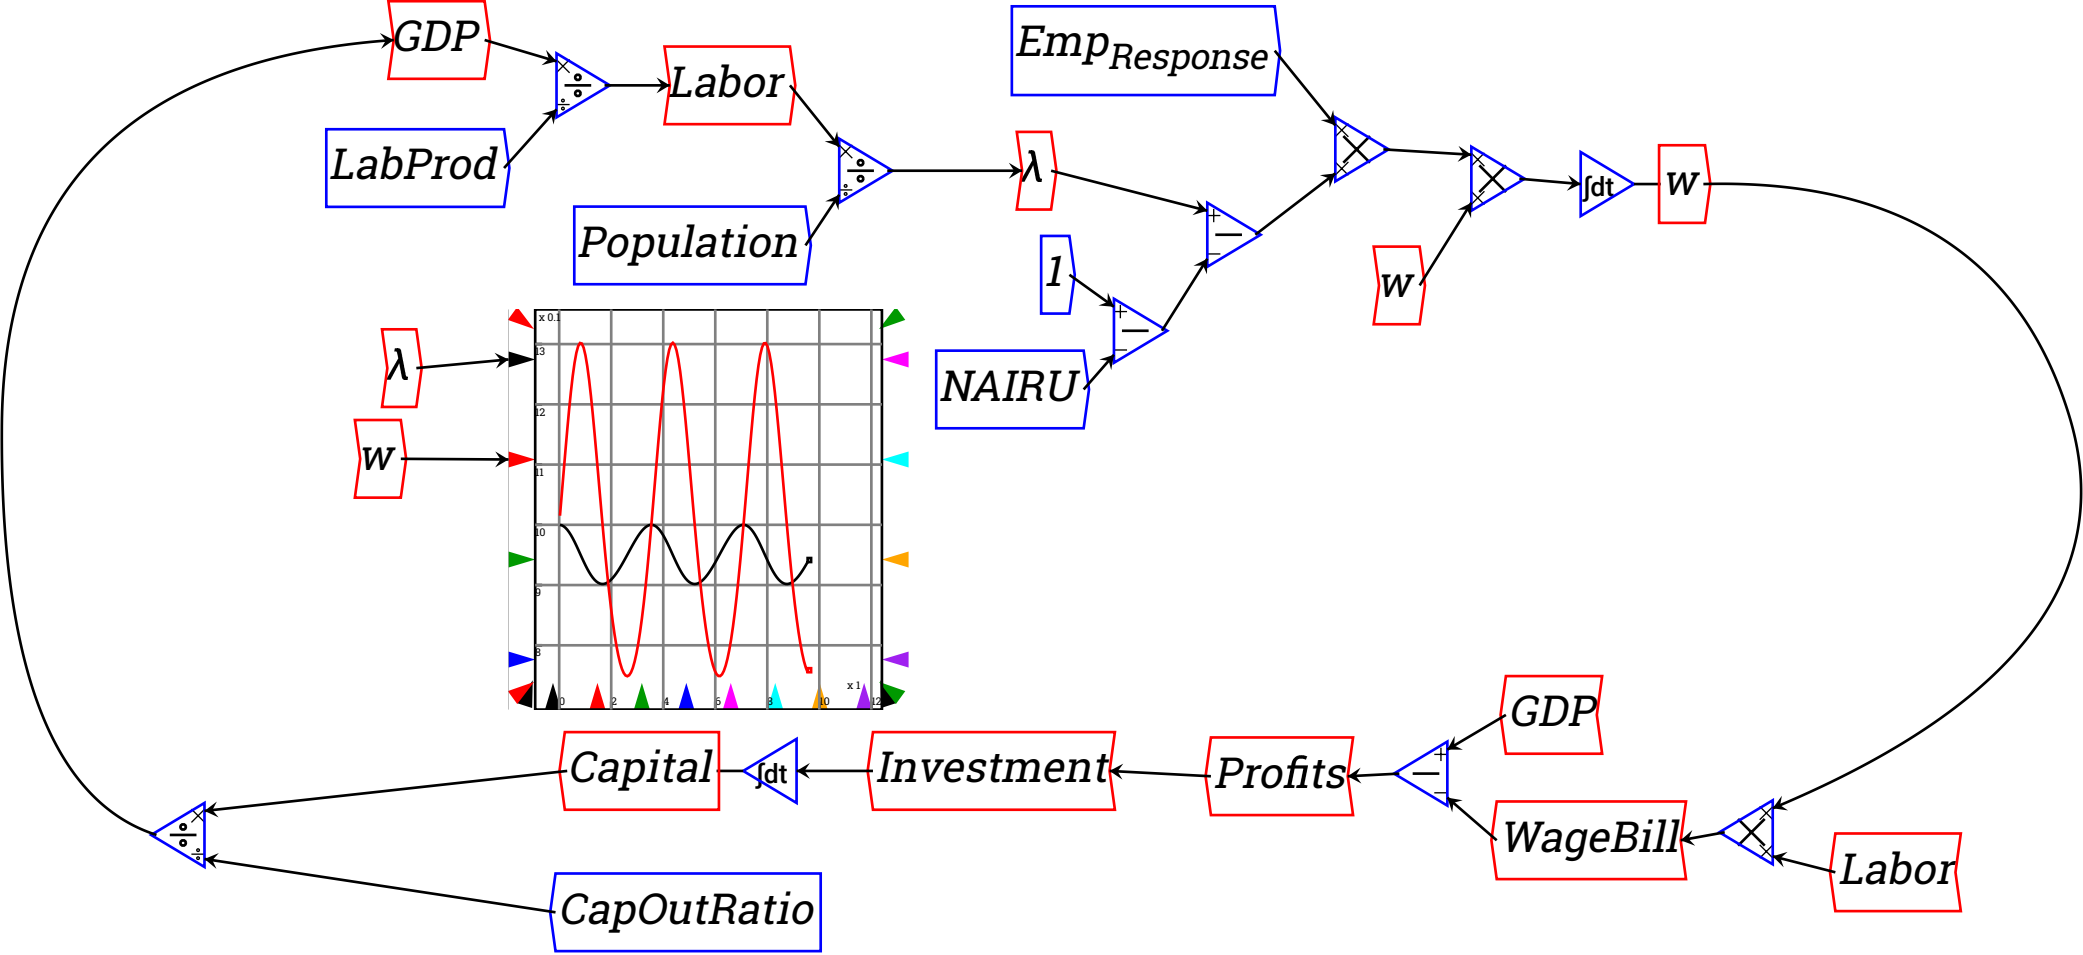 GDP
LabProd
Labor
Population
Emp_Response
λ
1
NAIRU
w
∫dt
w
λ
w
x 0.1
13
12
11
10
9
8
x 1
0 2 4 6 8 10 12
GDP
Capital
∫dt
Investment
Profits
WageBill
Labor
CapOutRatio